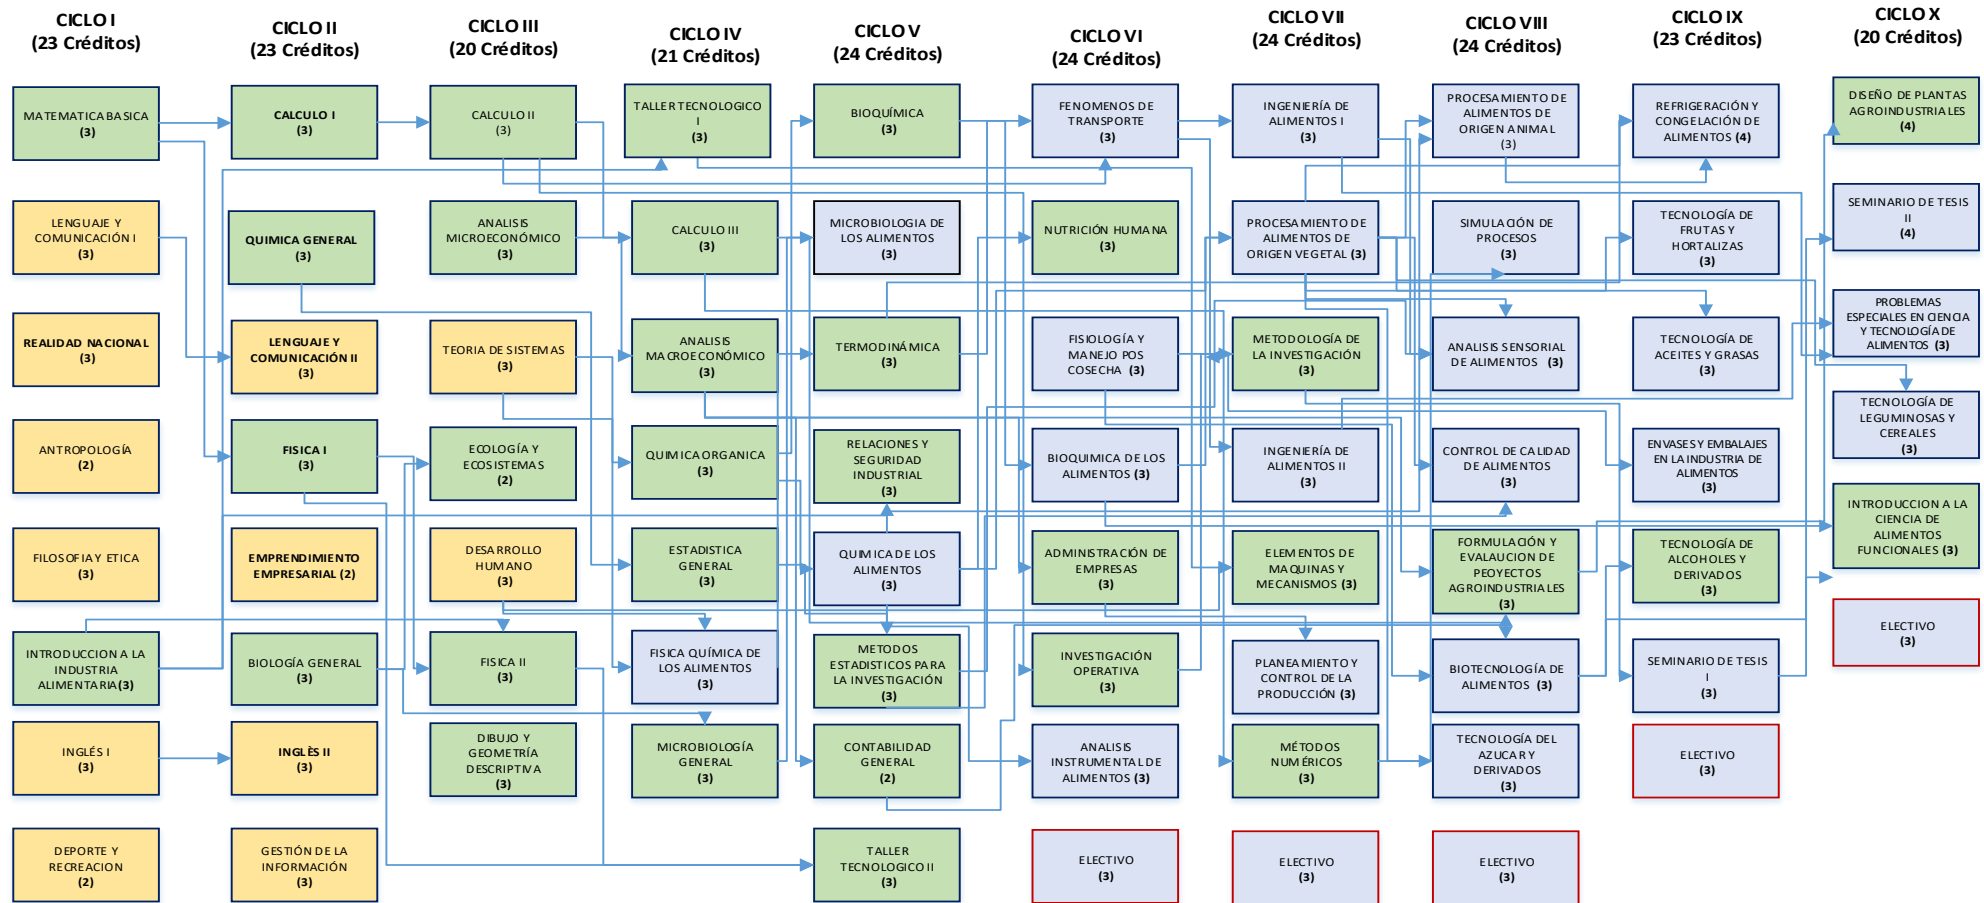 CICLO I
(23 Créditos)
MATEMATICA BASICA
(3)
LENGUAJE Y
COMUNICACIÓN I
(3)
REALIDAD NACIONAL
(3)
ANTROPOLOGÍA
(2)
FILOSOFIA Y ETICA
(3)
INTRODUCCION A LA
INDUSTRIA
ALIMENTARIA(3)
INGLÉS I
(3)
DEPORTE Y
RECREACION
(2)
CICLO II
(23 Créditos)
CALCULO I
(3)
QUIMICA GENERAL
(3)
LENGUAJE Y
COMUNICACIÓN II
(3)
FISICA I
(3)
EMPRENDIMIENTO
EMPRESARIAL (2)
BIOLOGÍA GENERAL
(3)
INGLÈS II
(3)
GESTIÓN DE LA
INFORMACIÓN
(3)
CICLO III
(20 Créditos)
CALCULO II
(3)
ANALISIS
MICROECONÓMICO
(3)
TEORIA DE SISTEMAS
(3)
ECOLOGÍA Y
ECOSISTEMAS
(2)
DESARROLLO
HUMANO
(3)
FISICA II
(3)
DIBUJO Y
GEOMETRÍA
DESCRIPTIVA
(3)
CICLO IV
(21 Créditos)
TALLER TECNOLOGICO
I
(3)
CALCULO III
(3)
ANALISIS
MACROECONÓMICO
(3)
QUIMICA ORGANICA
(3)
ESTADISTICA
GENERAL
(3)
FISICA QUÍMICA DE
LOS ALIMENTOS
(3)
MICROBIOLOGÍA
GENERAL
(3)
CICLO V
(24 Créditos)
BIOQUÍMICA
(3)
MICROBIOLOGIA DE
LOS ALIMENTOS
(3)
TERMODINÁMICA
(3)
RELACIONES Y
SEGURIDAD
INDUSTRIAL
(3)
QUIMICA DE LOS
ALIMENTOS
(3)
METODOS
ESTADISTICOS PARA
LA INVESTIGACIÓN
(3)
CONTABILIDAD
GENERAL
(2)
TALLER
TECNOLOGICO II
(3)
CICLO VI
(24 Créditos)
FENOMENOS DE
TRANSPORTE
(3)
NUTRICIÓN HUMANA
(3)
FISIOLOGÍA Y
MANEJO POS
COSECHA (3)
BIOQUIMICA DE LOS
ALIMENTOS (3)
ADMINISTRACIÓN DE
EMPRESAS
(3)
INVESTIGACIÓN
OPERATIVA
(3)
ANALISIS
INSTRUMENTAL DE
ALIMENTOS (3)
ELECTIVO
(3)
CICLO VII
(24 Créditos)
INGENIERÍA DE
ALIMENTOS I
(3)
PROCESAMIENTO DE
ALIMENTOS DE
ORIGEN VEGETAL (3)
METODOLOGÍA DE
LA INVESTIGACIÓN
(3)
INGENIERÍA DE
ALIMENTOS II
(3)
ELEMENTOS DE
MAQUINAS Y
MECANISMOS (3)
PLANEAMIENTO Y
CONTROL DE LA
PRODUCCIÓN (3)
MÉTODOS
NUMÉRICOS
(3)
ELECTIVO
(3)
CICLO VIII
(24 Créditos)
PROCESAMIENTO DE
ALIMENTOS DE
ORIGEN ANIMAL
(3)
SIMULACIÓN DE
PROCESOS
(3)
ANALISIS SENSORIAL
DE ALIMENTOS (3)
CONTROL DE CALIDAD
DE ALIMENTOS
(3)
FORMULACIÓN Y
EVALAUCION DE
PEOYECTOS
AGROINDUSTRIALES
(3)
BIOTECNOLOGÍA DE
ALIMENTOS (3)
TECNOLOGÍA DEL
AZUCAR Y
DERIVADOS
(3)
ELECTIVO
(3)
CICLO IX
(23 Créditos)
REFRIGERACIÓN Y
CONGELACIÓN DE
ALIMENTOS (4)
TECNOLOGÍA DE
FRUTAS Y
HORTALIZAS
(3)
TECNOLOGÍA DE
ACEITES Y GRASAS
(3)
ENVASES Y EMBALAJES
EN LA INDUSTRIA DE
ALIMENTOS
(3)
TECNOLOGÍA DE
ALCOHOLES Y
DERIVADOS
(3)
SEMINARIO DE TESIS
I
(3)
ELECTIVO
(3)
CICLO X
(20 Créditos)
DISEÑO DE PLANTAS
AGROINDUSTRIALES
(4)
SEMINARIO DE TESIS
II
(4)
PROBLEMAS
ESPECIALES EN CIENCIA
Y TECNOLOGÍA DE
ALIMENTOS (3)
TECNOLOGÍA DE
LEGUMINOSAS Y
CEREALES
(3)
INTRODUCCION A LA
CIENCIA DE
ALIMENTOS
FUNCIONALES (3)
ELECTIVO
(3)